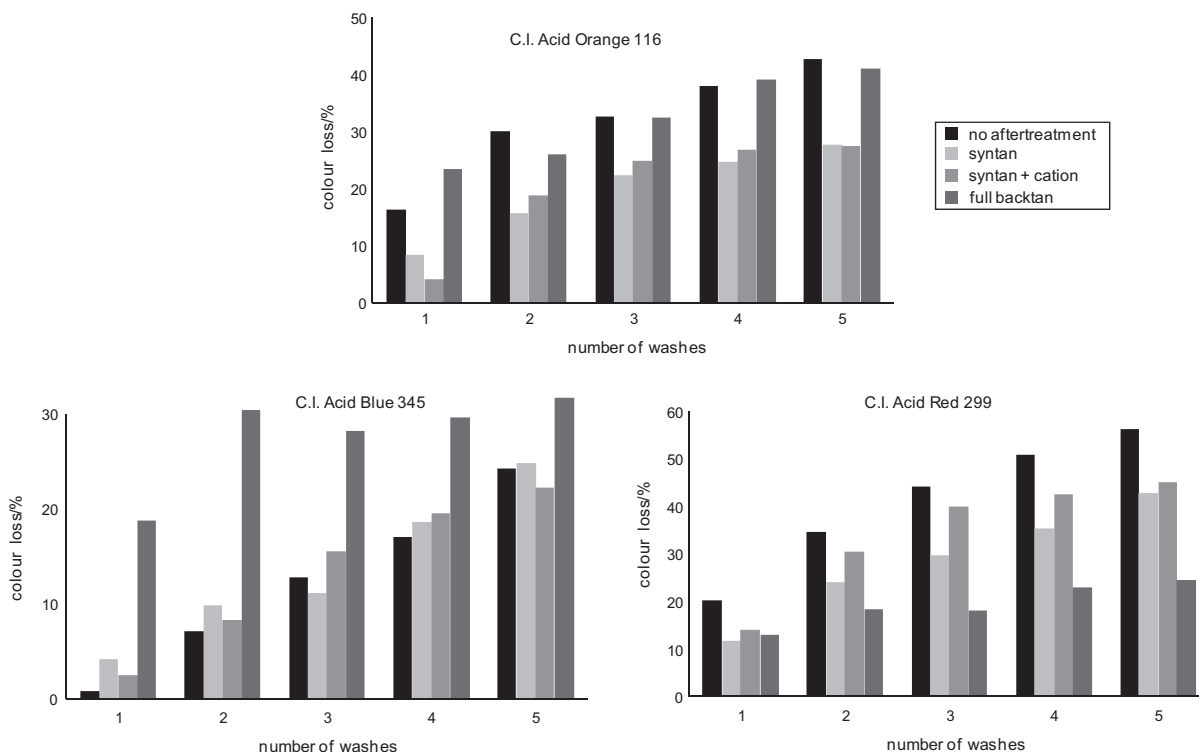 C.I. Acid Orange 116
50
40
30
20
10
0
colour loss/%
1 2 3 4 5
number of washes
no aftertreatment
syntan
syntan + cation
full backtan
C.I. Acid Blue 345
30
20
10
0
colour loss/%
1 2 3 4 5
number of washes
C.I. Acid Red 299
60
50
40
30
20
10
0
colour loss/%
1 2 3 4 5
number of washes